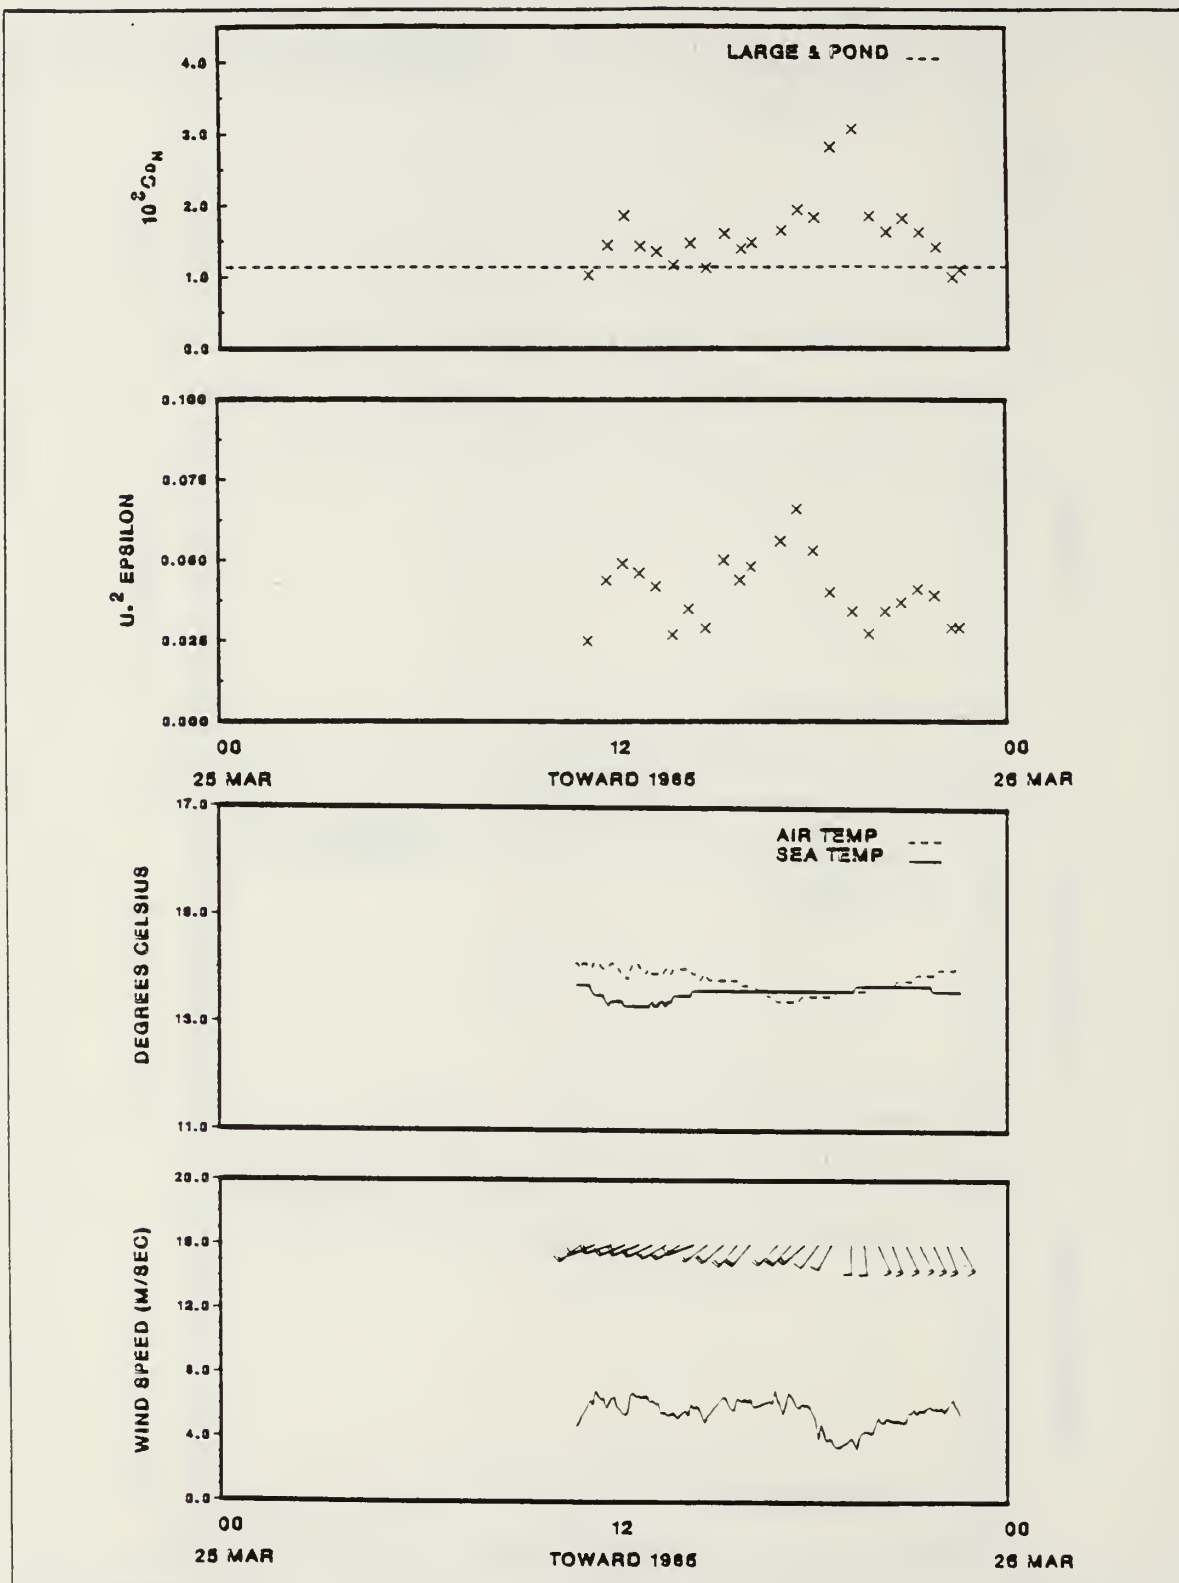 LARGE & POND
4.0
3.0
2.0
1.0
0.0
10³CDN
0.100
0.075
0.050
0.025
0.000
U*² EPSILON
00 12 00
25 MAR TOWARD 1985 26 MAR
17.0
15.0
13.0
11.0
DEGREES CELSIUS
AIR TEMP
SEA TEMP
20.0
16.0
12.0
8.0
4.0
0.0
WIND SPEED (M/SEC)
00 12 00
25 MAR TOWARD 1985 26 MAR